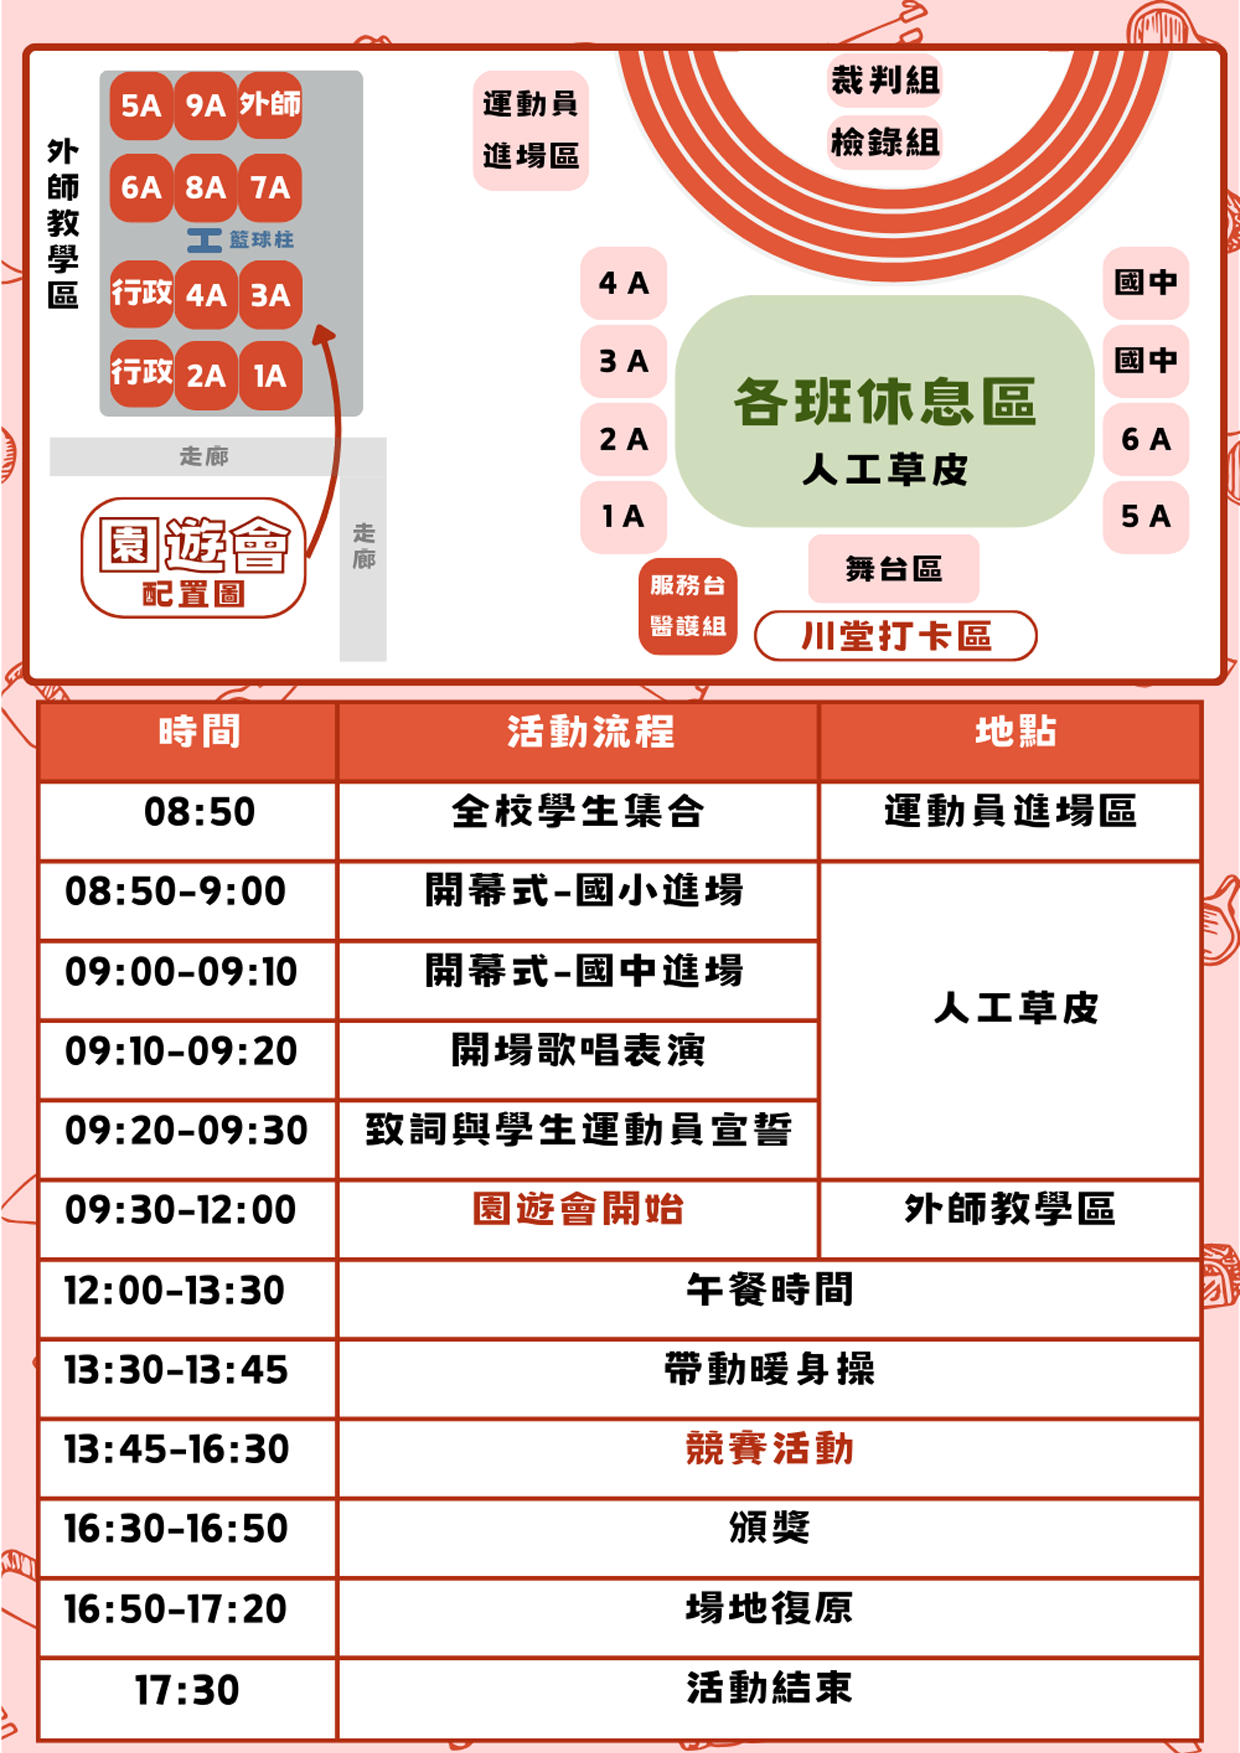 外師教學區
5A 9A 外師
6A 8A 7A
籃球柱
行政 4A 3A
行政 2A 1A
走廊
走廊
園遊會
配置圖
運動員
進場區
裁判組
檢錄組
4 A
3 A
2 A
1 A
各班休息區
人工草皮
國中
國中
6 A
5 A
舞台區
服務台
醫護組
川堂打卡區
時間 活動流程 地點
08:50 全校學生集合 運動員進場區
08:50-9:00 開幕式-國小進場
09:00-09:10 開幕式-國中進場
人工草皮
09:10-09:20 開場歌唱表演
09:20-09:30 致詞與學生運動員宣誓
09:30-12:00 園遊會開始 外師教學區
12:00-13:30 午餐時間
13:30-13:45 帶動暖身操
13:45-16:30 競賽活動
16:30-16:50 頒獎
16:50-17:20 場地復原
17:30 活動結束